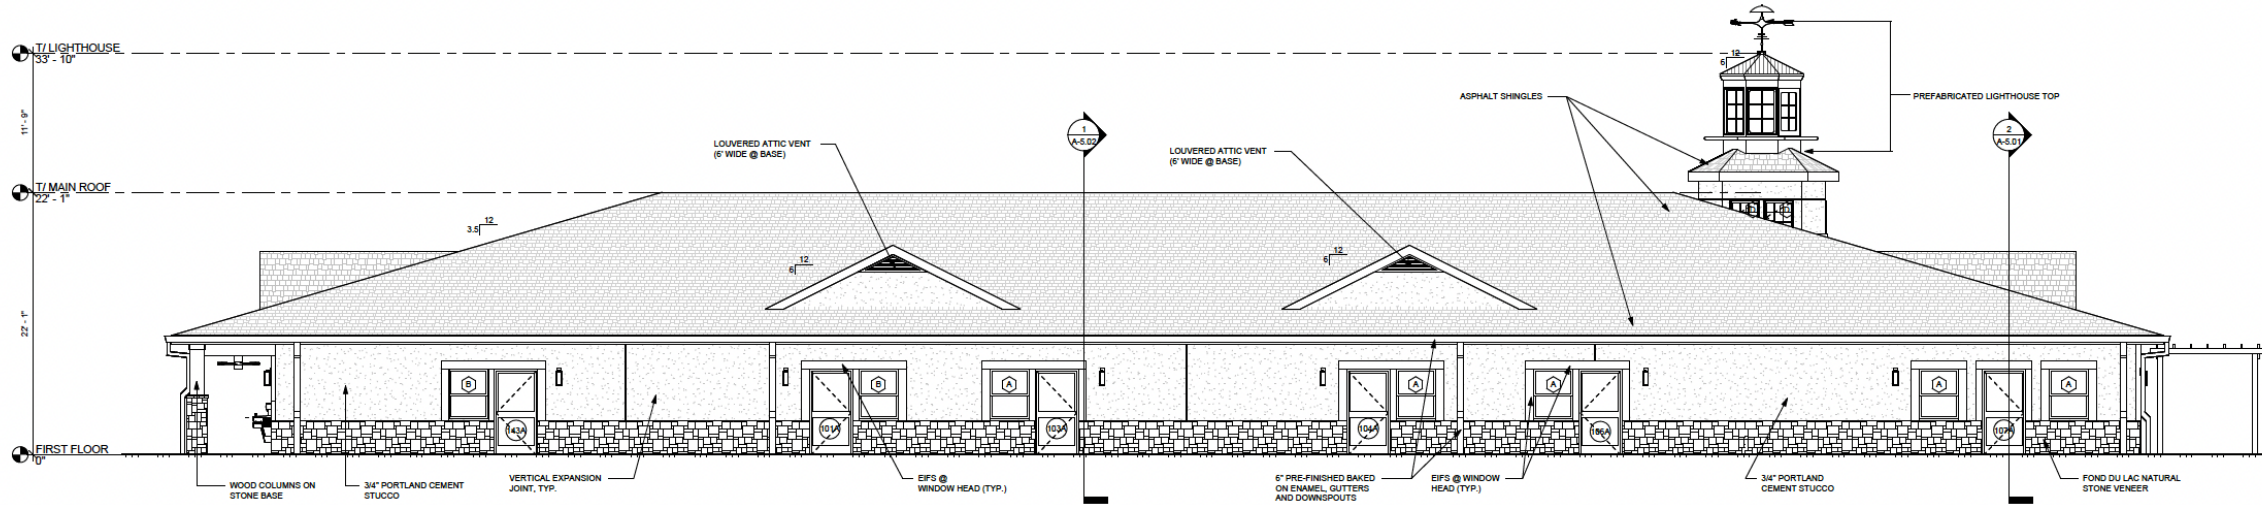 T/ LIGHTHOUSE
33' - 10"
11' - 9"
T/ MAIN ROOF
22' - 1"
22' - 1"
FIRST FLOOR
0"
12
3.5
LOUVERED ATTIC VENT
(6' WIDE @ BASE)
12
6
1
A-5.02
LOUVERED ATTIC VENT
(6' WIDE @ BASE)
12
6
ASPHALT SHINGLES
12
6
PREFABRICATED LIGHTHOUSE TOP
2
A-5.01
B
143A
101A
B
A
103A
104A
A
A
106A
A
107A
A
WOOD COLUMNS ON
STONE BASE
3/4" PORTLAND CEMENT
STUCCO
VERTICAL EXPANSION
JOINT, TYP.
EIFS @
WINDOW HEAD (TYP.)
6" PRE-FINISHED BAKED
ON ENAMEL, GUTTERS
AND DOWNSPOUTS
EIFS @ WINDOW
HEAD (TYP.)
3/4" PORTLAND
CEMENT STUCCO
FOND DU LAC NATURAL
STONE VENEER